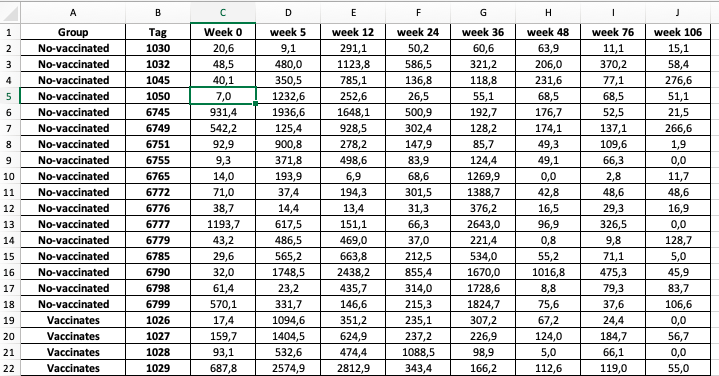 A B C D E F G H I J
1 Group Tag Week 0 week 5 week 12 week 24 week 36 week 48 week 76 week 106
2 No-vaccinated 1030 20,6 9,1 291,1 50,2 60,6 63,9 11,1 15,1
3 No-vaccinated 1032 48,5 480,0 1123,8 586,5 321,2 206,0 370,2 58,4
4 No-vaccinated 1045 40,1 350,5 785,1 136,8 118,8 231,6 77,1 276,6
5 No-vaccinated 1050 7,0 1232,6 252,6 26,5 55,1 68,5 68,5 51,1
6 No-vaccinated 6745 931,4 1936,6 1648,1 500,9 192,7 176,7 52,5 21,5
7 No-vaccinated 6749 542,2 125,4 928,5 302,4 128,2 174,1 137,1 266,6
8 No-vaccinated 6751 92,9 900,8 278,2 147,9 85,7 49,3 109,6 1,9
9 No-vaccinated 6755 9,3 371,8 498,6 83,9 124,4 49,1 66,3 0,0
10 No-vaccinated 6765 14,0 193,9 6,9 68,6 1269,9 0,0 2,8 11,7
11 No-vaccinated 6772 71,0 37,4 194,3 301,5 1388,7 42,8 48,6 48,6
12 No-vaccinated 6776 38,7 14,4 13,4 31,3 376,2 16,5 29,3 16,9
13 No-vaccinated 6777 1193,7 617,5 151,1 66,3 2643,0 96,9 326,5 0,0
14 No-vaccinated 6779 43,2 486,5 469,0 37,0 221,4 0,8 9,8 128,7
15 No-vaccinated 6785 29,6 565,2 663,8 212,5 534,0 55,2 71,1 5,0
16 No-vaccinated 6790 32,0 1748,5 2438,2 855,4 1670,0 1016,8 475,3 45,9
17 No-vaccinated 6798 61,4 23,2 435,7 314,0 1728,6 8,8 79,3 83,7
18 No-vaccinated 6799 570,1 331,7 146,6 215,3 1824,7 75,6 37,6 106,6
19 Vaccinates 1026 17,4 1094,6 351,2 235,1 307,2 67,2 24,4 0,0
20 Vaccinates 1027 159,7 1404,5 624,9 237,2 226,9 124,0 184,7 56,7
21 Vaccinates 1028 93,1 532,6 474,4 1088,5 98,9 5,0 66,1 0,0
22 Vaccinates 1029 687,8 2574,9 2812,9 343,4 166,2 112,6 119,0 55,0